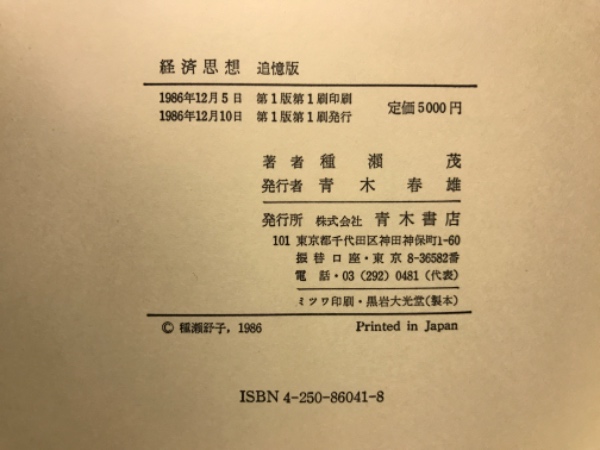 経済思想 追憶版
1986年12月5日 第1版第1刷印刷
1986年12月10日 第1版第1刷発行
定価5000円
著者 種瀬 茂
発行者 青木春雄
発行所 株式会社 青木書店
101 東京都千代田区神田神保町1-60
振替口座・東京 8-36582番
電話・03 (292) 0481 (代表)
ミツワ印刷・黒岩大光堂(製本)
© 種瀬舒子, 1986 Printed in Japan
ISBN 4-250-86041-8